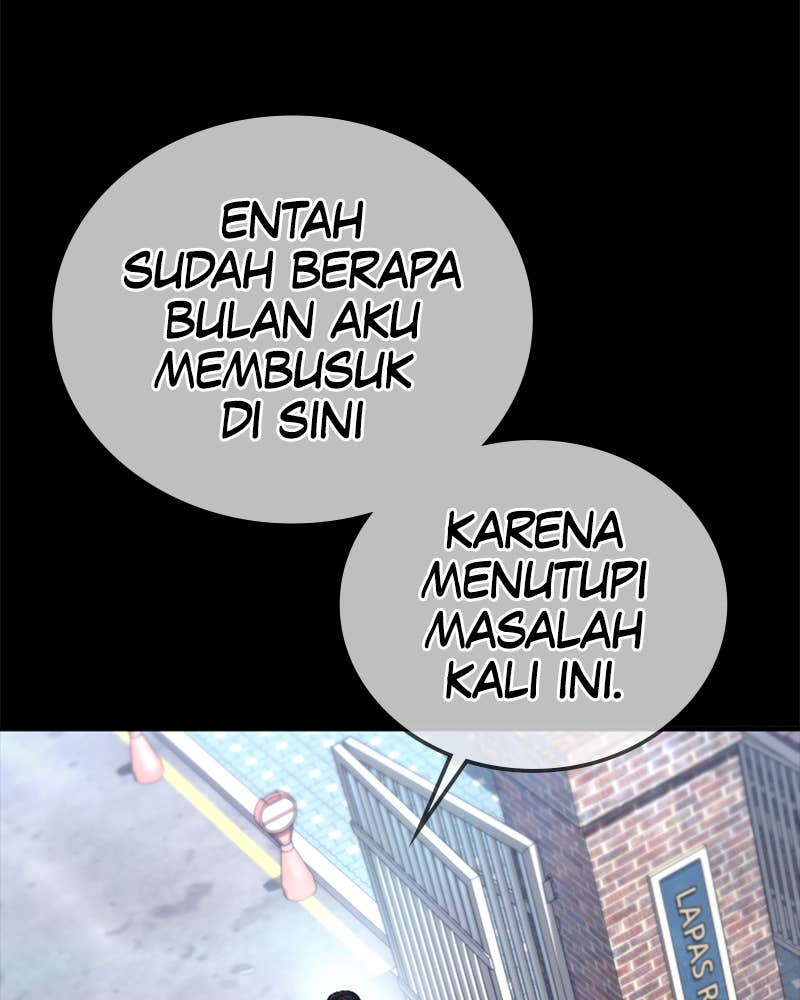 ENTAH
SUDAH BERAPA
BULAN AKU
MEMBUSUK
DI SINI
KARENA
MENUTUPI
MASALAH
KALI INI.
LAPAS